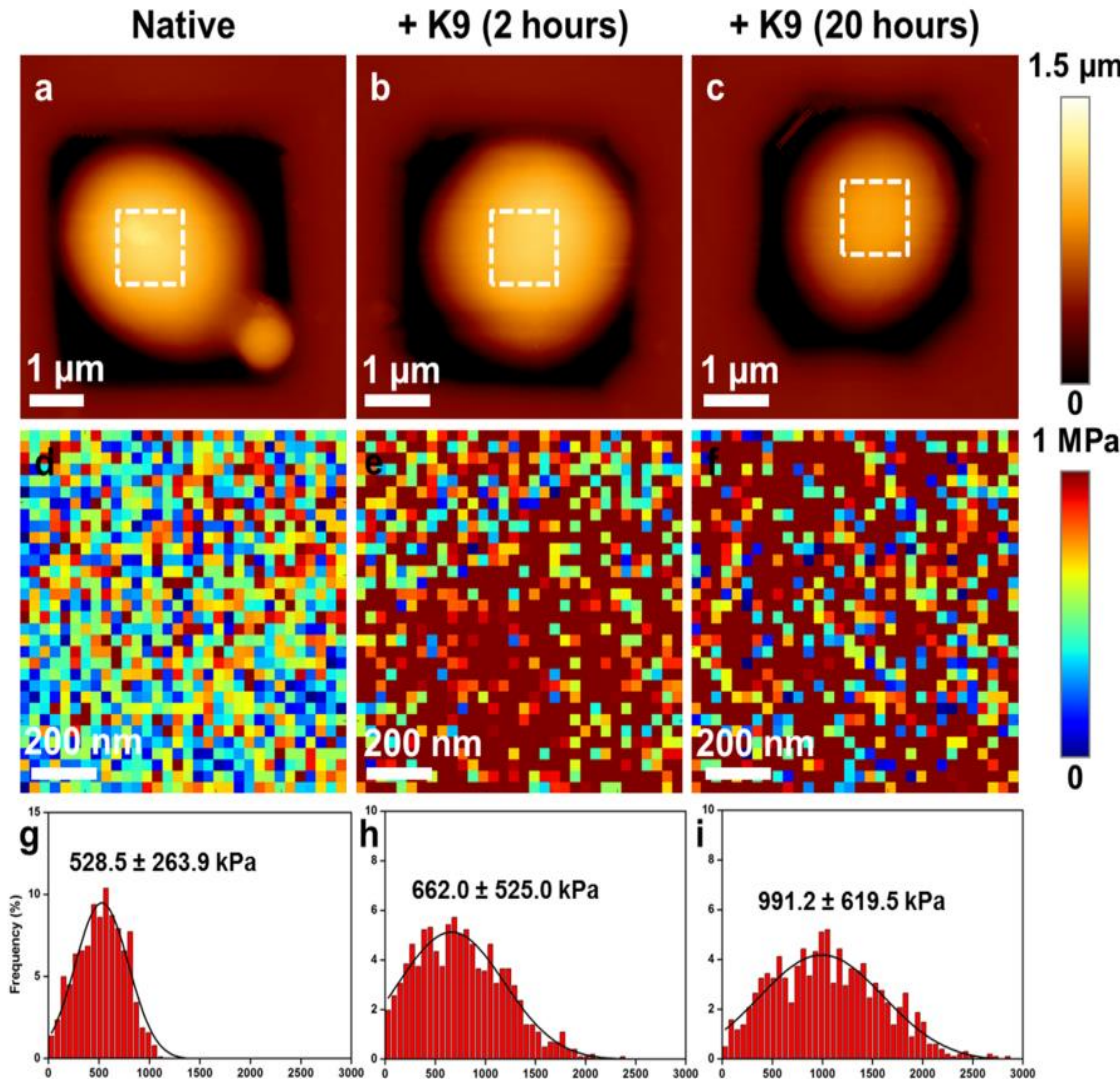 Native
+ K9 (2 hours)
+ K9 (20 hours)
a
b
c
1.5 µm
0
1 µm
1 µm
1 µm
d
e
f
1 MPa
0
200 nm
200 nm
200 nm
g
528.5 ± 263.9 kPa
Frequency (%)
15
10
5
0
0 500 1000 1500 2000 2500 3000
h
662.0 ± 525.0 kPa
10
8
6
4
2
0
0 500 1000 1500 2000 2500 3000
i
991.2 ± 619.5 kPa
10
8
6
4
2
0
0 500 1000 1500 2000 2500 3000